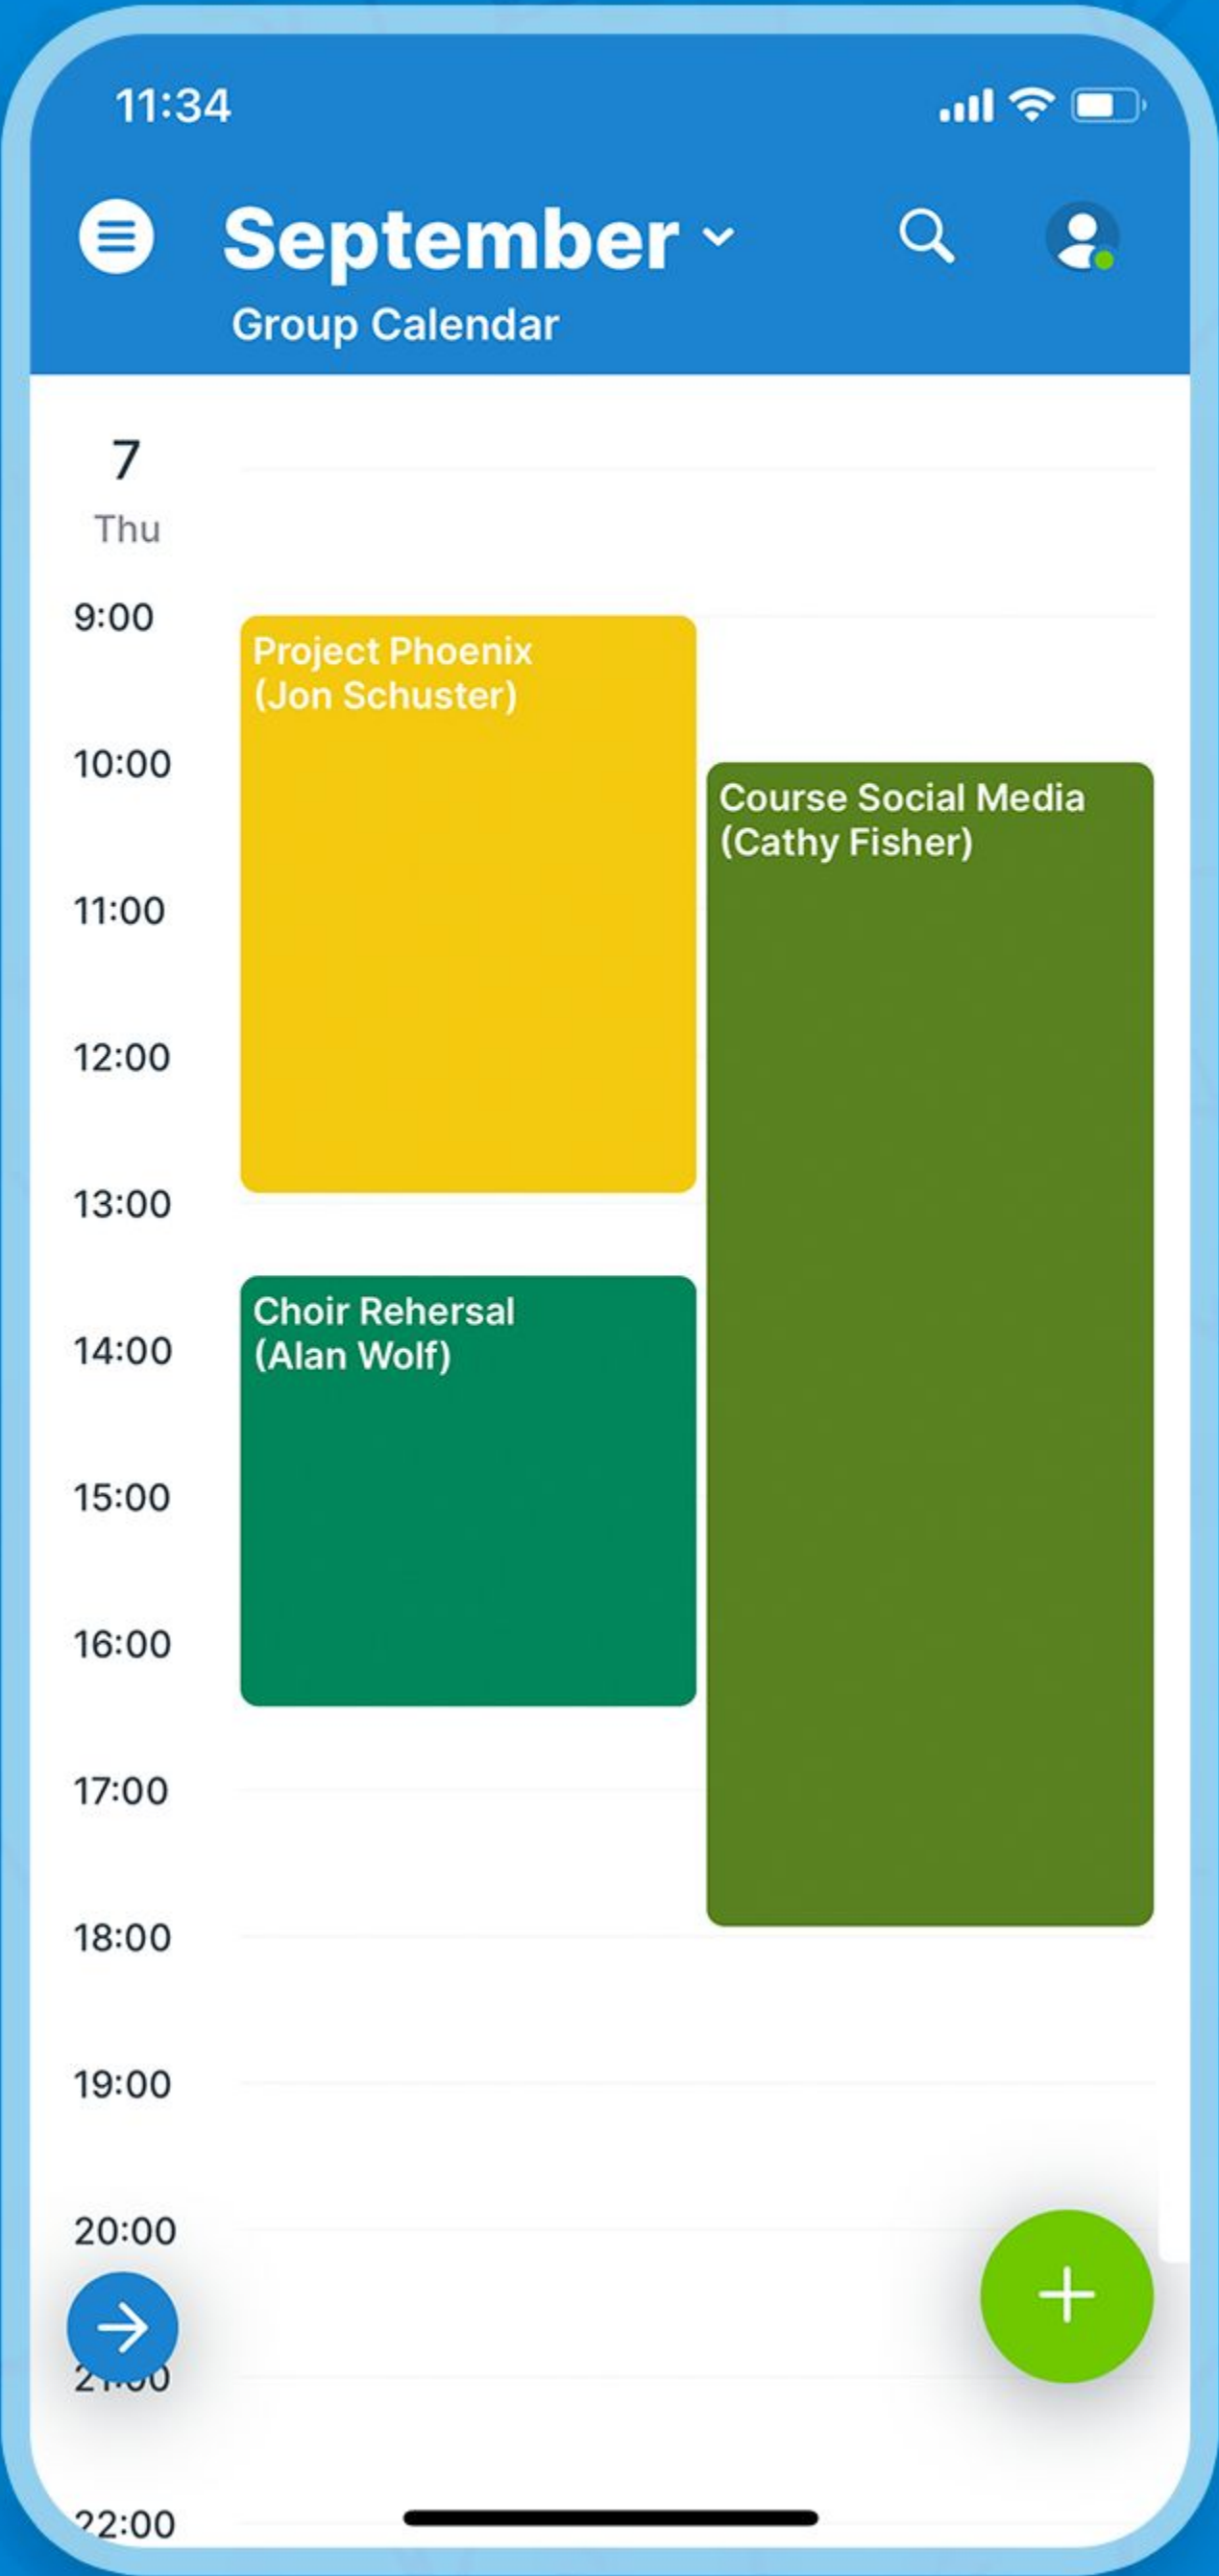 11:34
September
Group Calendar
7
Thu
9:00
Project Phoenix
(Jon Schuster)
10:00
Course Social Media
(Cathy Fisher)
11:00
12:00
13:00
Choir Rehersal
(Alan Wolf)
14:00
15:00
16:00
17:00
18:00
19:00
20:00
21:00
22:00